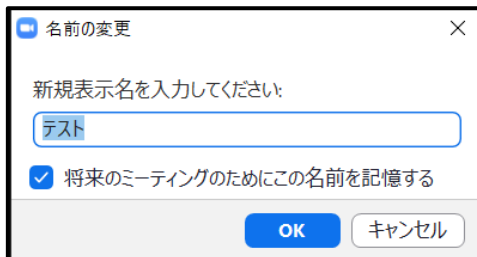 名前の変更
新規表示名を入力してください:
テスト
将来のミーティングのためにこの名前を記憶する
OK
キャンセル